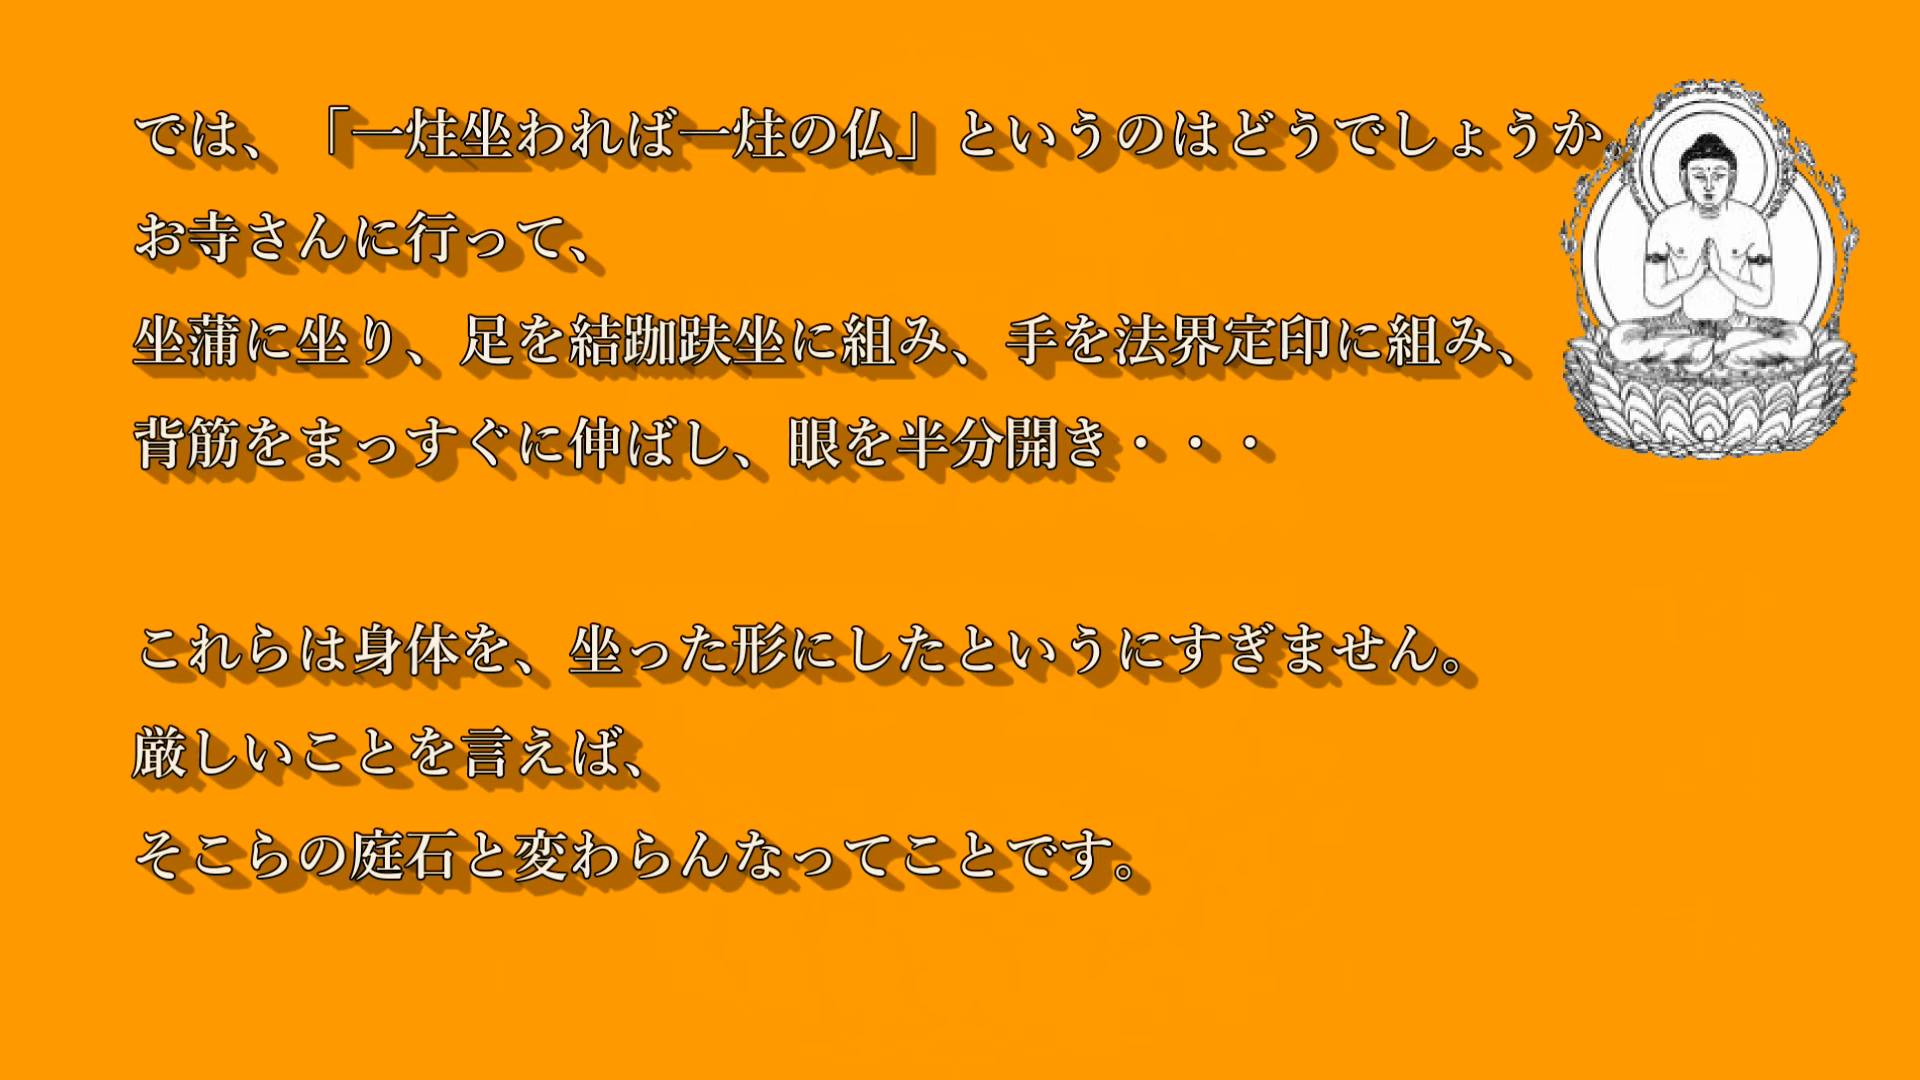 では、「一炷坐われば一炷の仏」というのはどうでしょうか
お寺さんに行って、
坐蒲に坐り、足を結跏趺坐に組み、手を法界定印に組み、
背筋をまっすぐに伸ばし、眼を半分開き・・・
これらは身体を、坐った形にしたというにすぎません。
厳しいことを言えば、
そこらの庭石と変わらんなってことです。